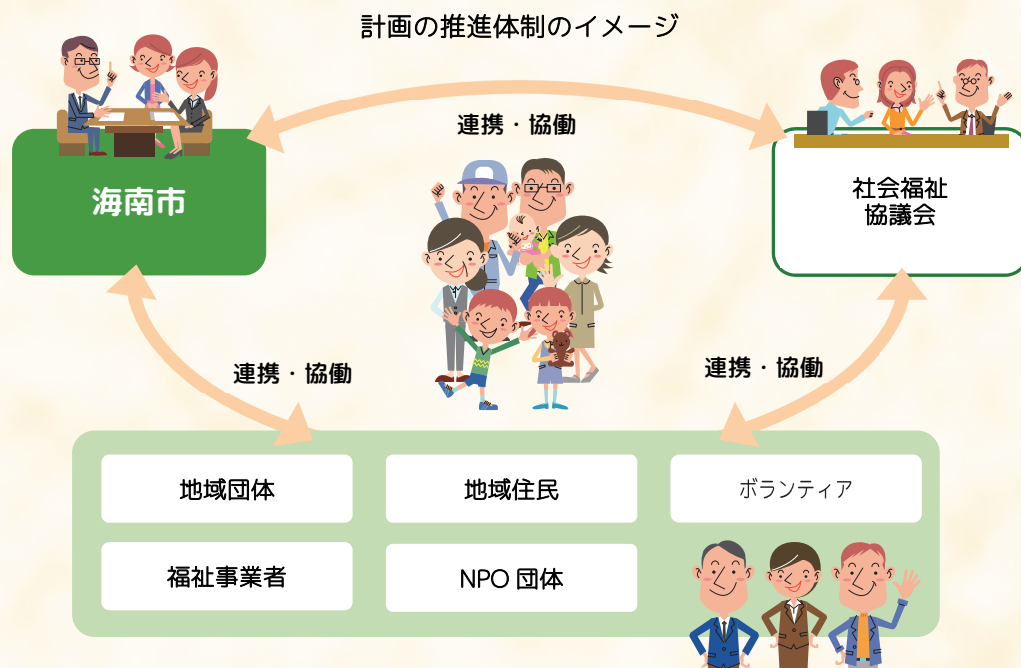 計画の推進体制のイメージ
連携・協働
海南市
社会福祉
協議会
連携・協働
連携・協働
地域団体
地域住民
ボランティア
福祉事業者
NPO 団体